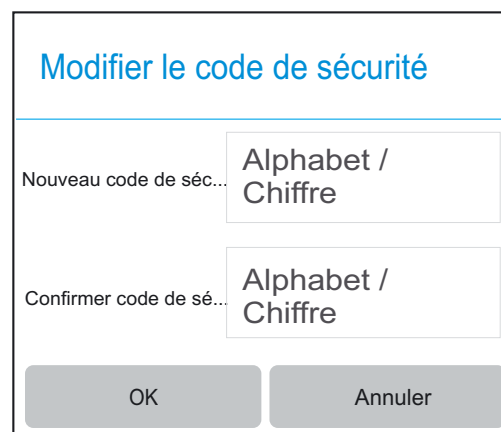 Modifier le code de sécurité
Nouveau code de séc...
Alphabet /
Chiffre
Confirmer code de sé...
Alphabet /
Chiffre
OK
Annuler